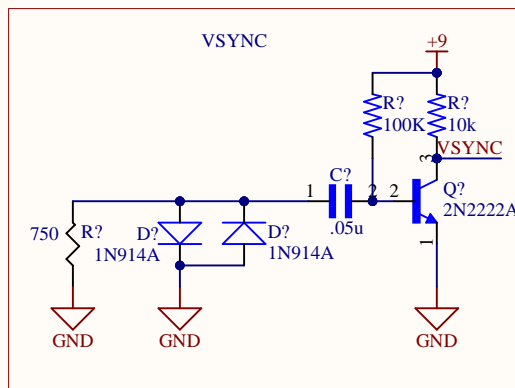 VSYNC
+9
R?
100K
R?
10k
VSYNC
3
C?
1
2
2
Q?
2N2222A
.05u
750
R?
D?
1N914A
D?
1N914A
1
GND
GND
GND